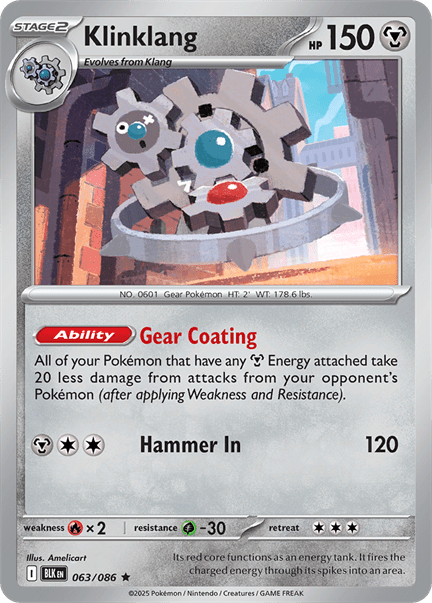 STAGE2 Klinklang HP 150
Evolves from Klang
NO. 0601 Gear Pokémon HT: 2' WT: 178.6 lbs.
Ability Gear Coating
All of your Pokémon that have any Energy attached take
20 less damage from attacks from your opponent's
Pokémon (after applying Weakness and Resistance).
Hammer In 120
weakness ×2 resistance -30 retreat
Illus. Amelicart
I BLK EN 063/086 ★
Its red core functions as an energy tank. It fires the
charged energy through its spikes into an area.
©2025 Pokémon / Nintendo / Creatures / GAME FREAK